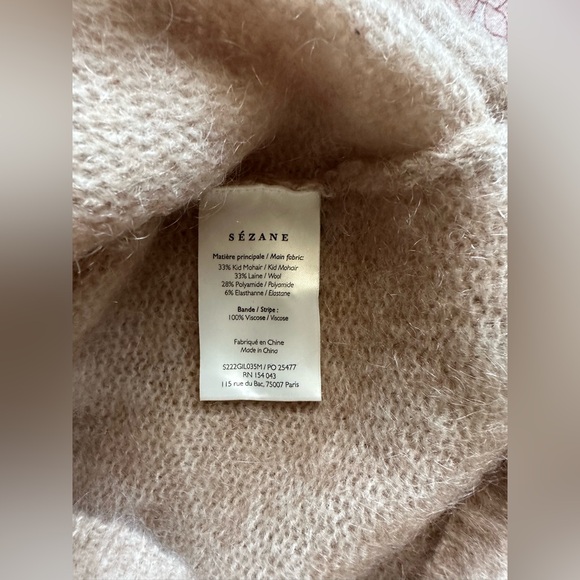 SÉZANE
Matière principale / Main fabric:
33% Kid Mohair / Kid Mohair
33% Laine / Wool
28% Polyamide / Polyamide
6% Elasthanne / Elastane
Bande / Stripe :
100% Viscose / Viscose
Fabriqué en Chine
Made in China
S222GIL035M / PO 25477
RN 154 043
115 rue du Bac, 75007 Paris